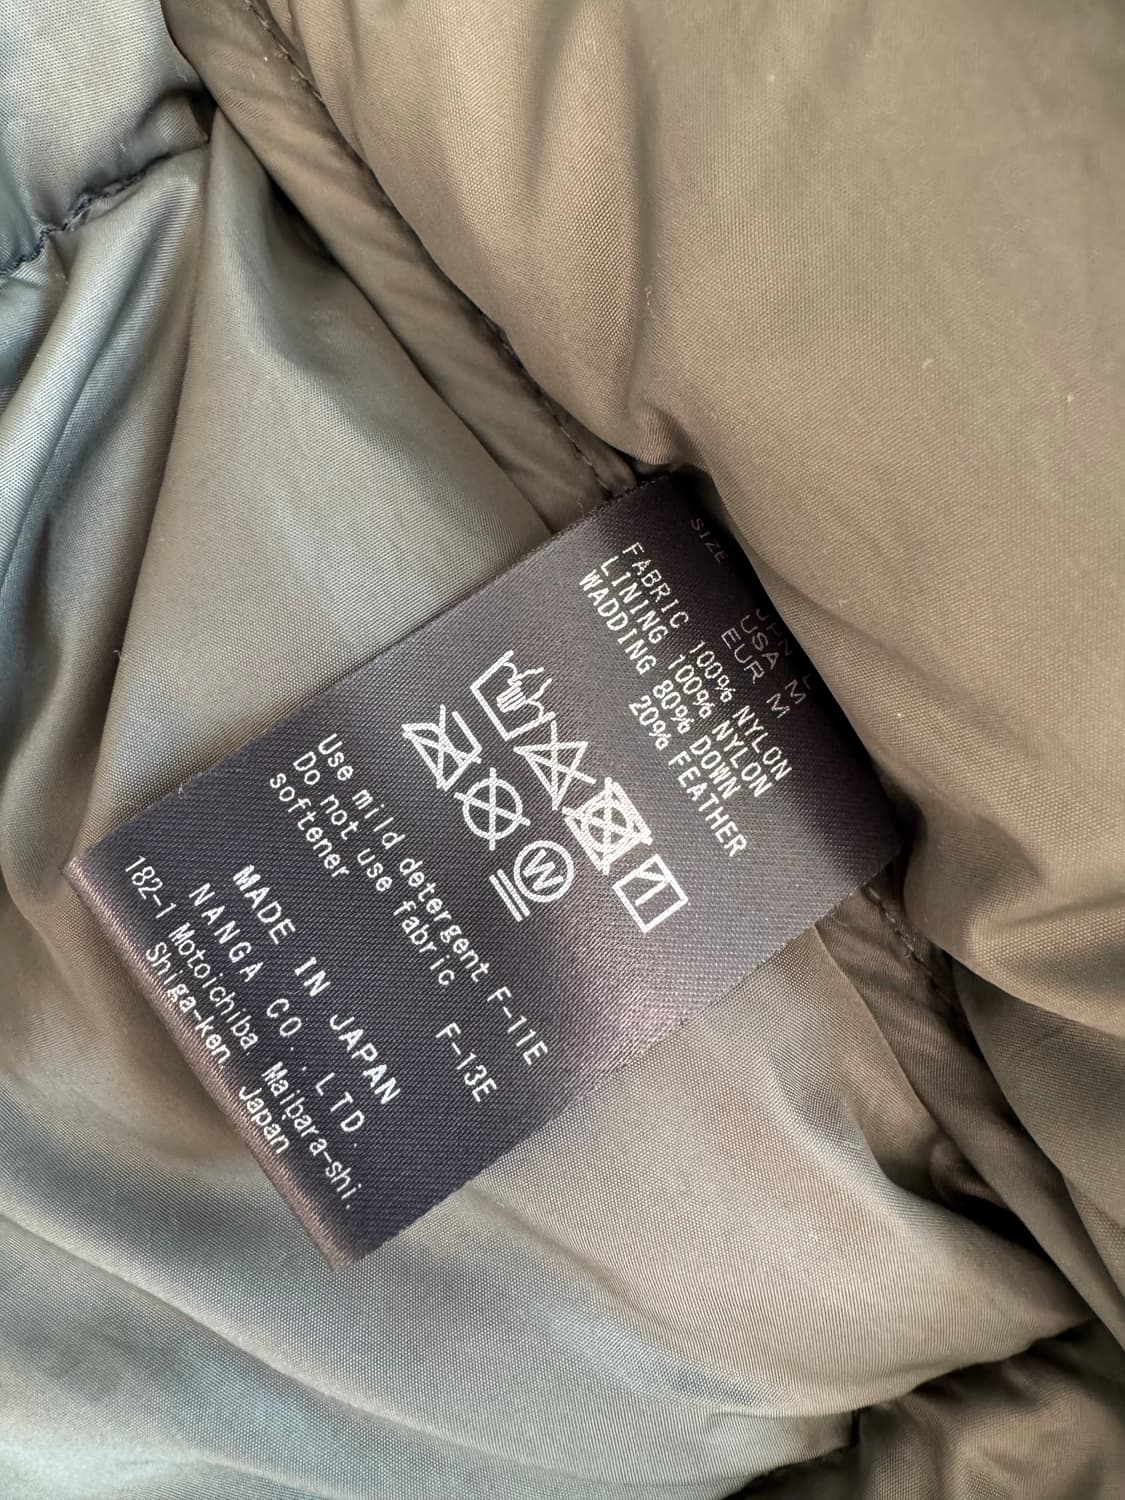 SIZE
JPN L
USA M
EUR M
FABRIC 100% NYLON
LINING 100% NYLON
WADDING 80% DOWN
20% FEATHER
W
Use mild detergent F-11E
Do not use fabric F-13E
softener
MADE IN JAPAN
NANGA CO.,LTD.
182-1 Motoichiba, Maibara-shi,
Shiga-ken, Japan